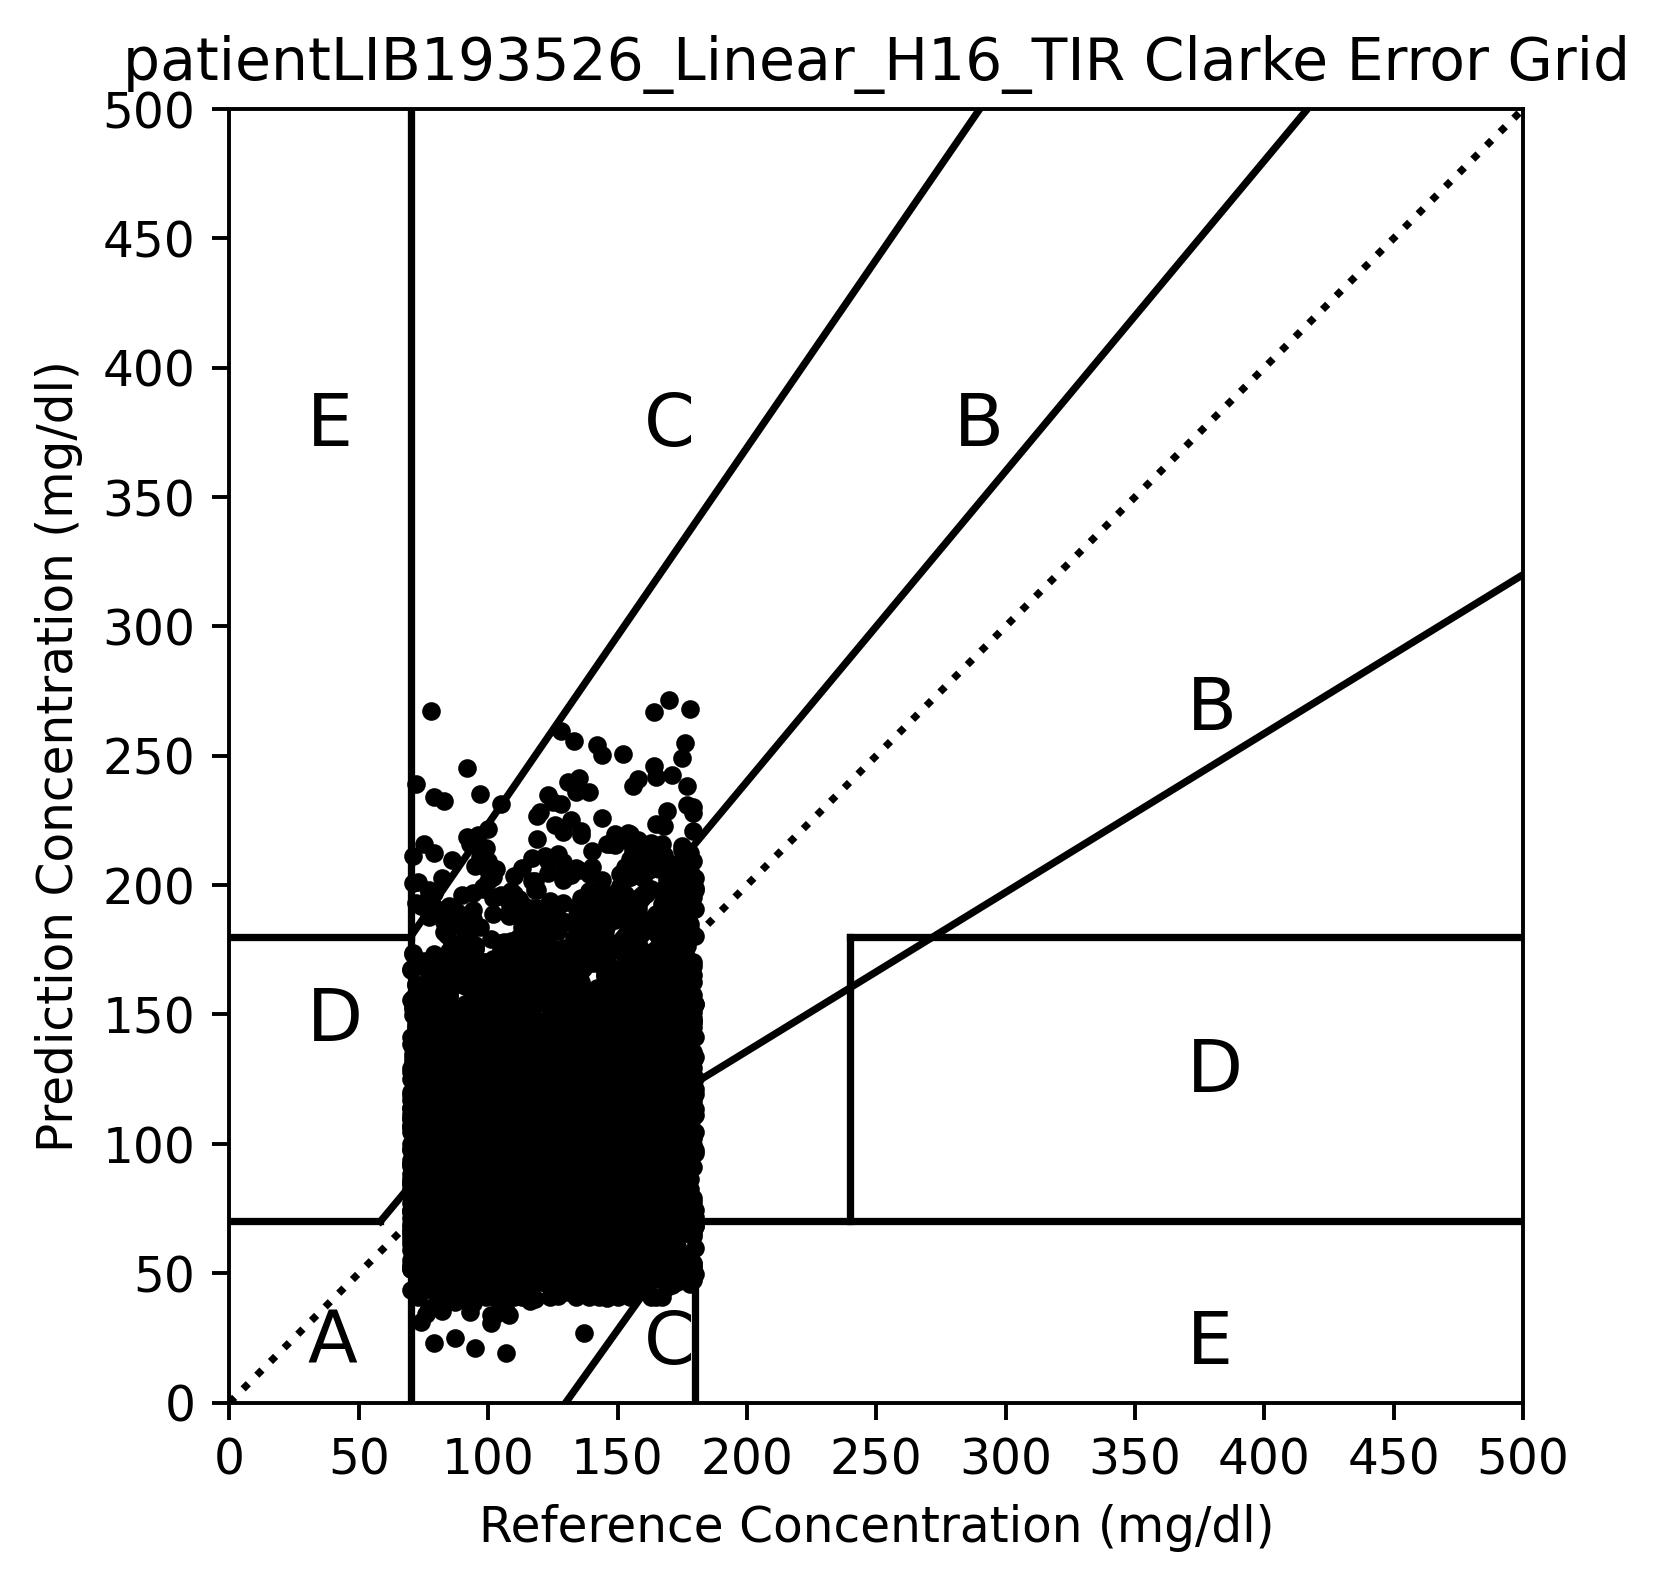 patientLIB193526_Linear_H16_TIR Clarke Error Grid
500
450
400
350
300
250
200
150
100
50
0
Prediction Concentration (mg/dl)
E
C
B
B
D
D
A
C
E
0 50 100 150 200 250 300 350 400 450 500
Reference Concentration (mg/dl)